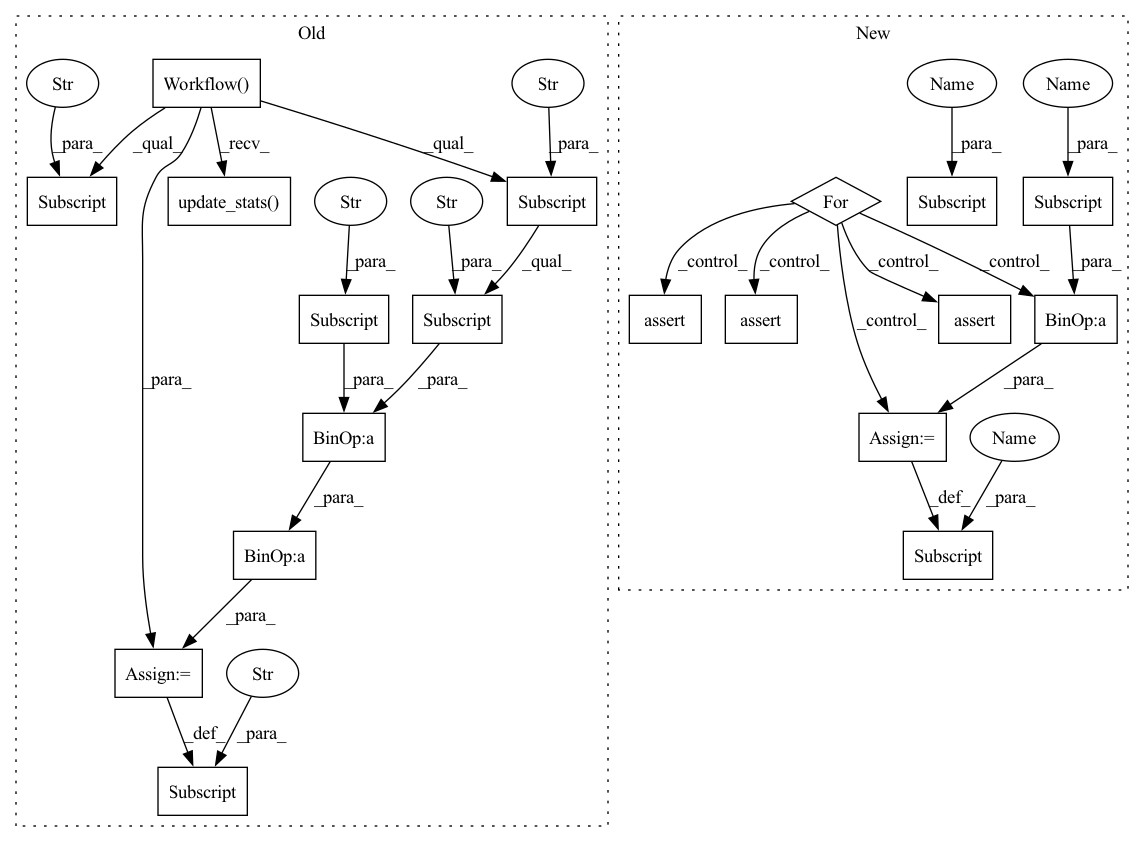 Old
New
Str
Workflow()
Str
Name
Name
_para_
_qual_
_recv_
_qual_
_para_
_para_
_para_
Subscript
update_stats()
Str
Str
Subscript
For
Subscript
Subscript
_para_
_para_
_qual_
_control_
_control_
_control_
_control_
_para_
Subscript
Subscript
assert
assert
assert
BinOp:a
_para_
_para_
_para_
_control_
_para_
BinOp:a
Assign:=
Name
_para_
_def_
_para_
BinOp:a
Subscript
_para_
Assign:=
Str
_def_
_para_
Subscript